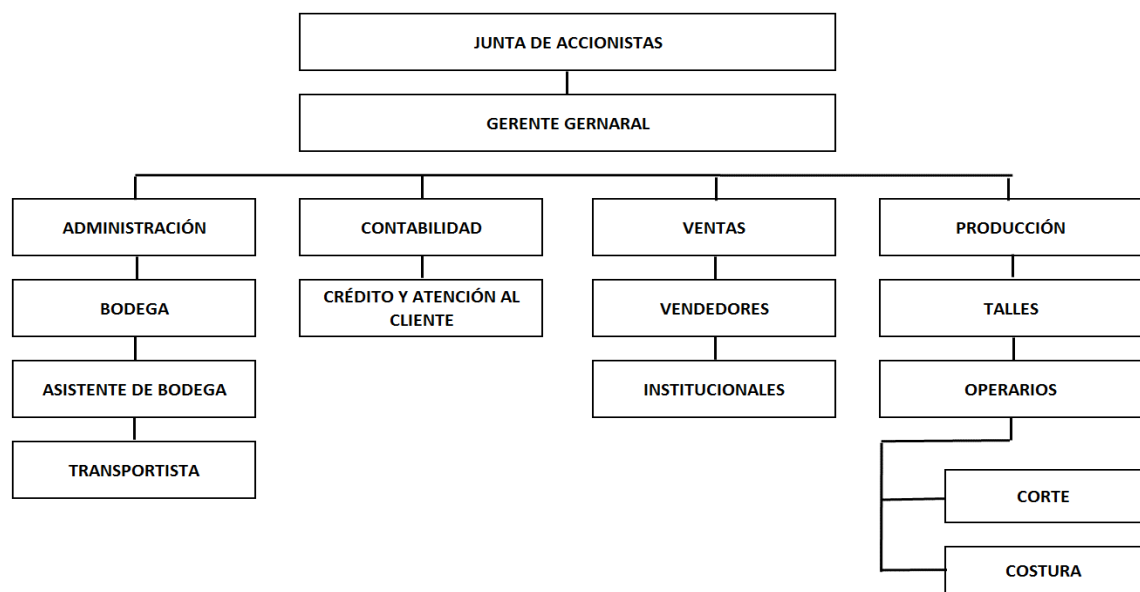 JUNTA DE ACCIONISTAS
GERENTE GERNARAL
ADMINISTRACIÓN
CONTABILIDAD
VENTAS
PRODUCCIÓN
BODEGA
CRÉDITO Y ATENCIÓN AL
CLIENTE
VENDEDORES
TALLES
ASISTENTE DE BODEGA
INSTITUCIONALES
OPERARIOS
TRANSPORTISTA
CORTE
COSTURA